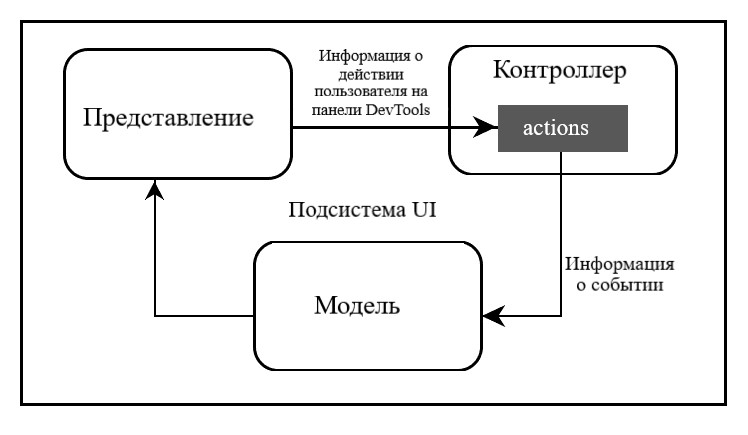 Представление
Информация о
действии
пользователя на
панели DevTools
Контроллер
actions
Подсистема UI
Информация
о событии
Модель